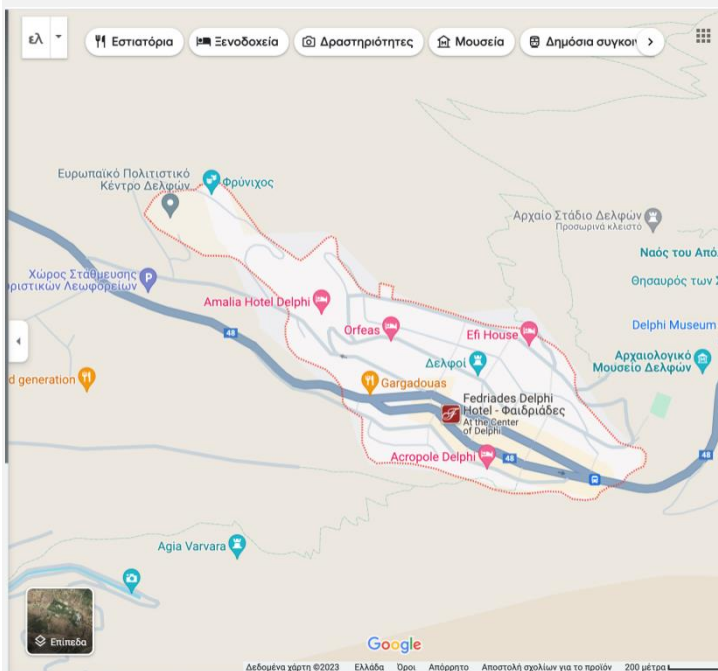 ελ
Εστιατόρια
Ξενοδοχεία
Δραστηριότητες
Μουσεία
Δημόσια συγκοι
Ευρωπαϊκό Πολιτιστικό
Κέντρο Δελφών
Φρύνιχος
Αρχαίο Στάδιο Δελφών
Προσωρινά κλειστό
Ναός του Από
Θησαυρός των
Χώρος Στάθμευσης
ριστικών Λεωφορείων
P
Amalia Hotel Delphi
Orfeas
Efi House
Delphi Museum
48
Δελφοί
Αρχαιολογικό
Μουσείο Δελφών
d generation
Gargadouas
Fedriades Delphi
Hotel - Φαιδριάδες
At the Center
of Delphi
Acropole Delphi
48
48
Agia Varvara
Επίπεδα
Google
Δεδομένα χάρτη ©2023 Ελλάδα Όροι Απόρρητο Αποστολή σχολίων για το προϊόν 200 μέτρα